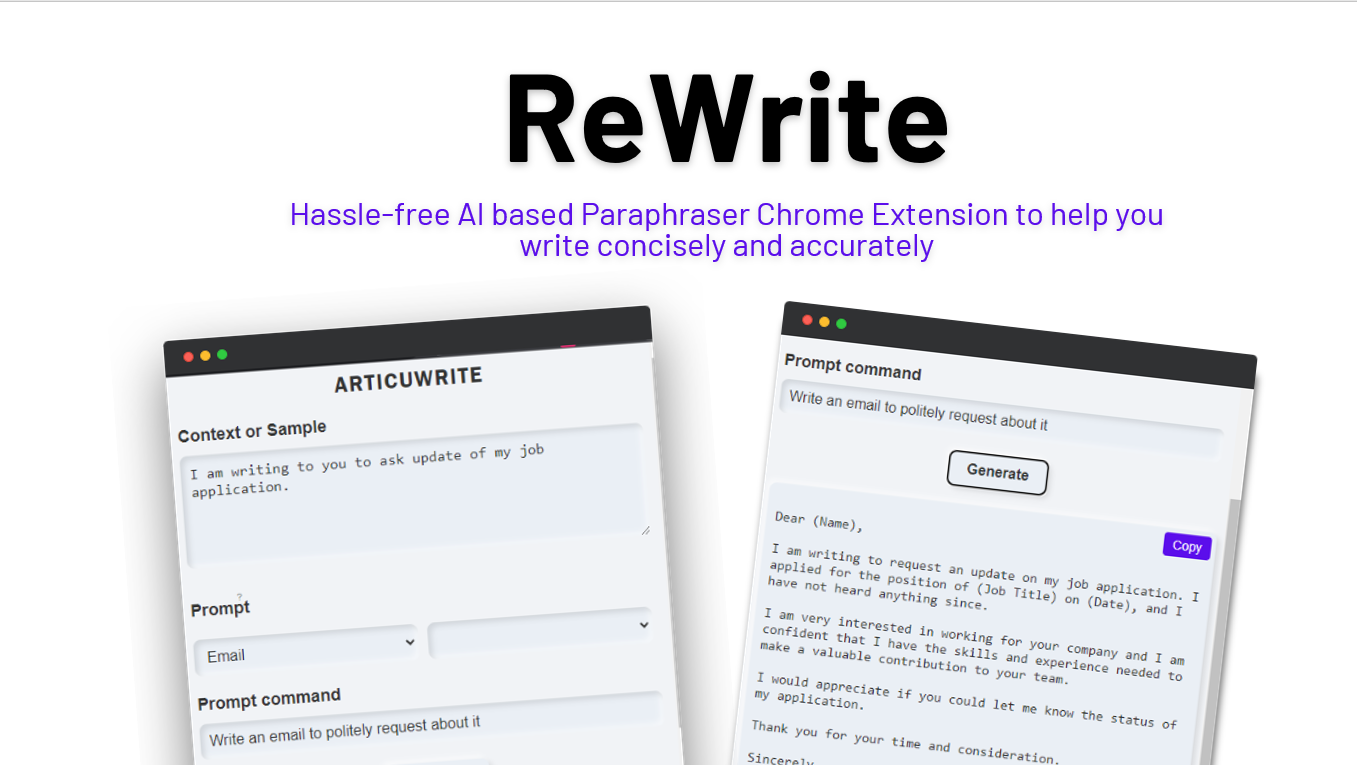 ReWrite
Hassle-free AI based Paraphraser Chrome Extension to help you
write concisely and accurately
ARTICUWRITE
Context or Sample
I am writing to you to ask update of my job
application.
Prompt
?
Email
Prompt command
Write an email to politely request about it
Prompt command
Write an email to politely request about it
Generate
Copy
Dear (Name),
I am writing to request an update on my job application. I
applied for the position of (Job Title) on (Date), and I
have not heard anything since.
I am very interested in working for your company and I am
confident that I have the skills and experience needed to
make a valuable contribution to your team.
I would appreciate if you could let me know the status of
my application.
Thank you for your time and consideration.
Sincerely